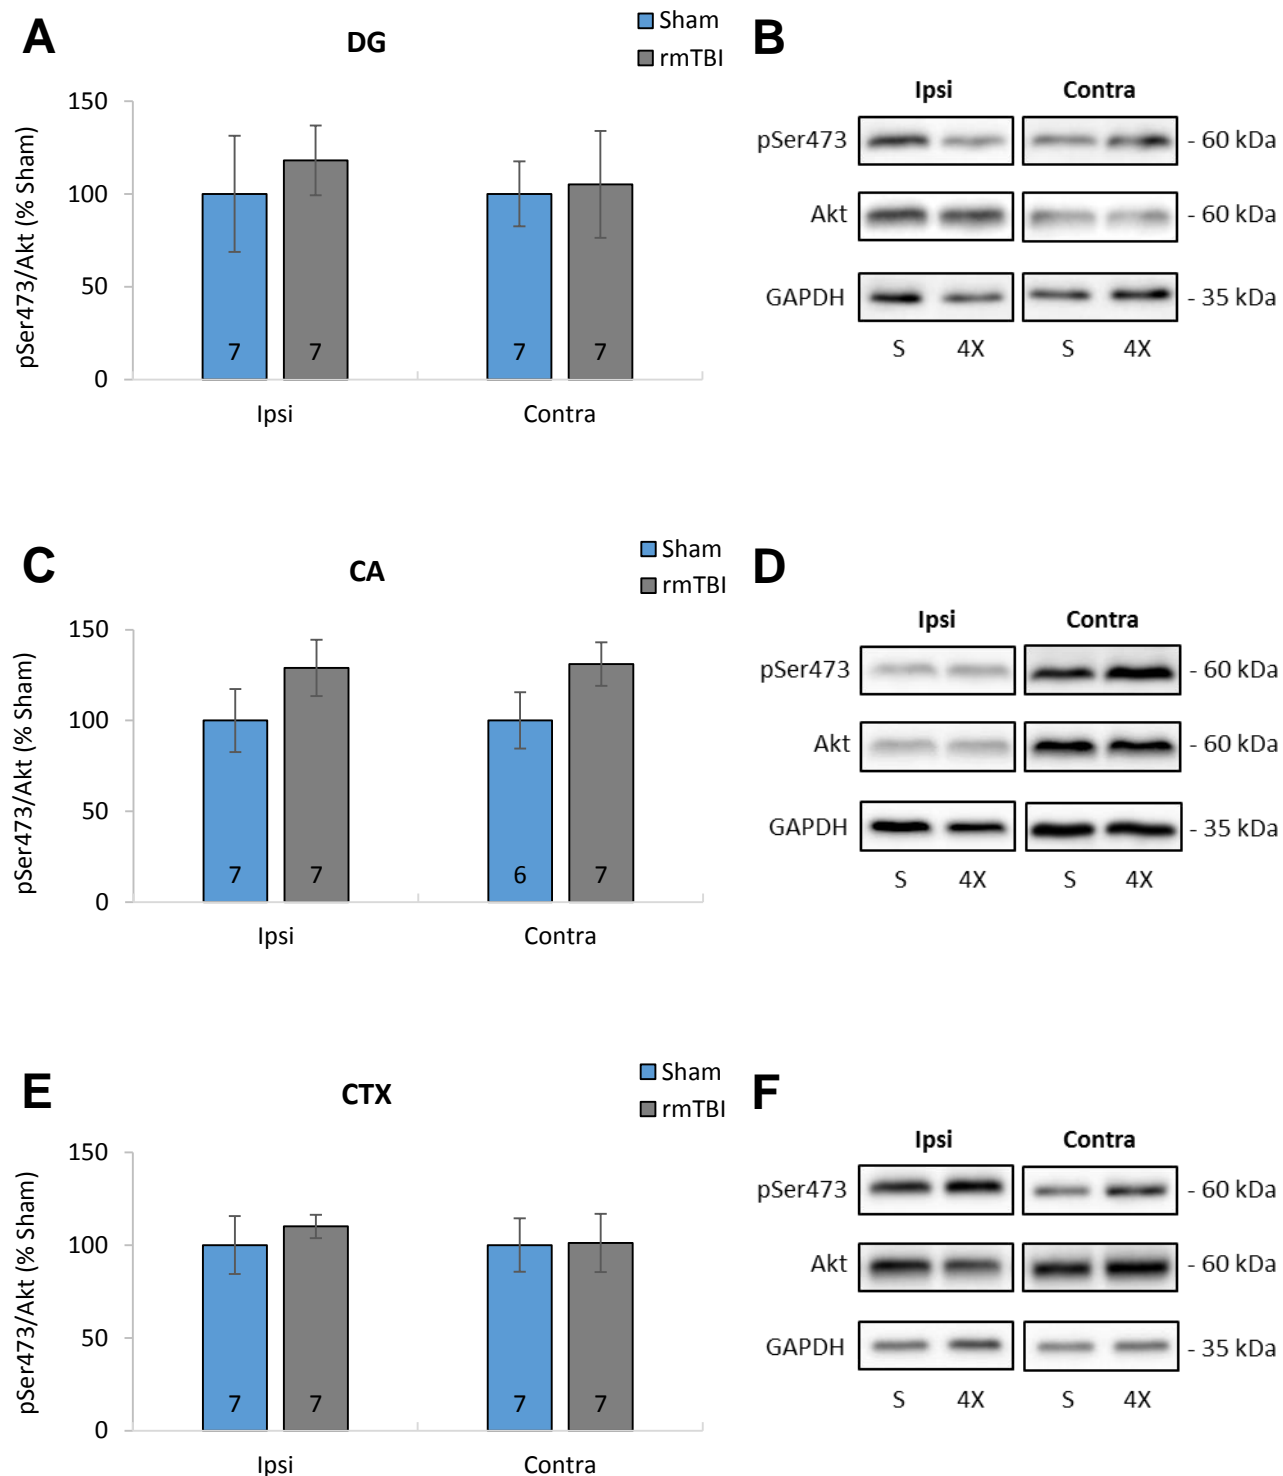 A
DG
Sham
rmTBI
pSer473/Akt (% Sham)
150
100
50
0
7
7
7
7
Ipsi
Contra
B
Ipsi
Contra
pSer473
- 60 kDa
Akt
- 60 kDa
GAPDH
- 35 kDa
S
4X
S
4X
C
CA
Sham
rmTBI
pSer473/Akt (% Sham)
150
100
50
0
7
7
6
7
Ipsi
Contra
D
Ipsi
Contra
pSer473
- 60 kDa
Akt
- 60 kDa
GAPDH
- 35 kDa
S
4X
S
4X
E
CTX
Sham
rmTBI
pSer473/Akt (% Sham)
150
100
50
0
7
7
7
7
Ipsi
Contra
F
Ipsi
Contra
pSer473
- 60 kDa
Akt
- 60 kDa
GAPDH
- 35 kDa
S
4X
S
4X